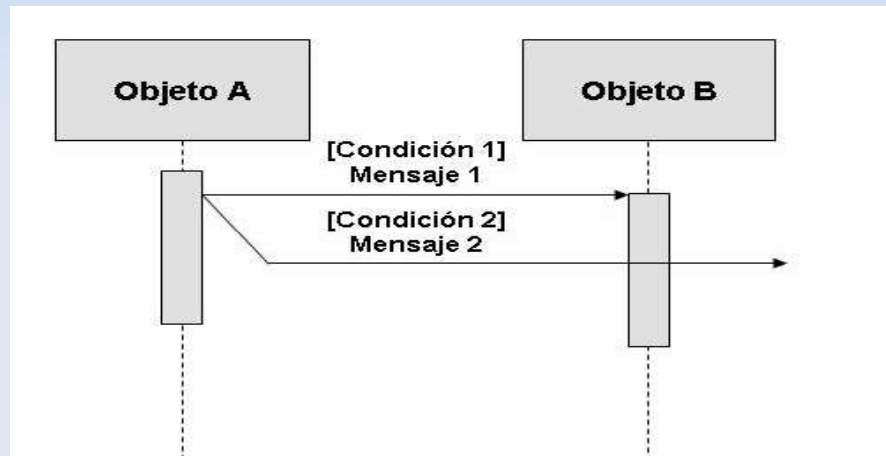 Objeto A
Objeto B
[Condición 1]
Mensaje 1
[Condición 2]
Mensaje 2